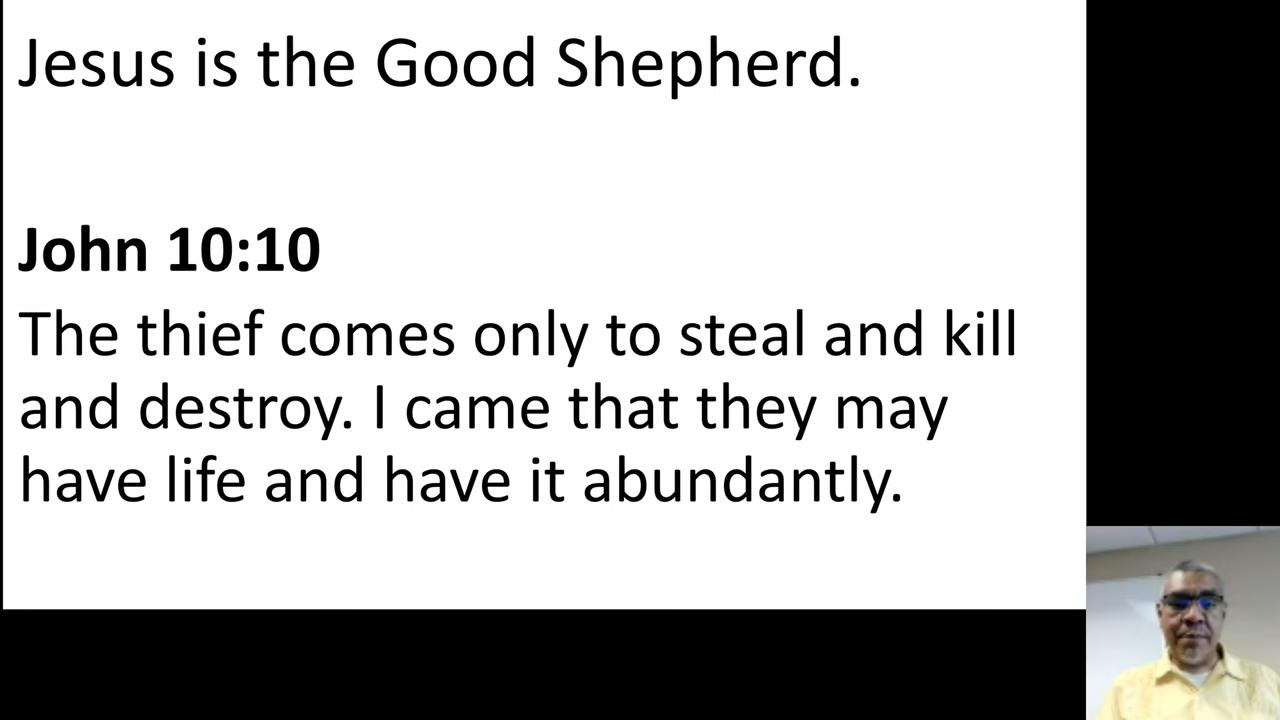 Jesus is the Good Shepherd.
John 10:10
The thief comes only to steal and kill
and destroy. I came that they may
have life and have it abundantly.